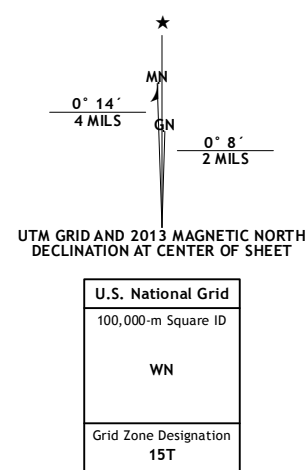 MN
0° 14´
4 MILS
GN
0° 8´
2 MILS
UTM GRID AND 2013 MAGNETIC NORTH
DECLINATION AT CENTER OF SHEET
U.S. National Grid
100,000-m Square ID
WN
Grid Zone Designation
15T